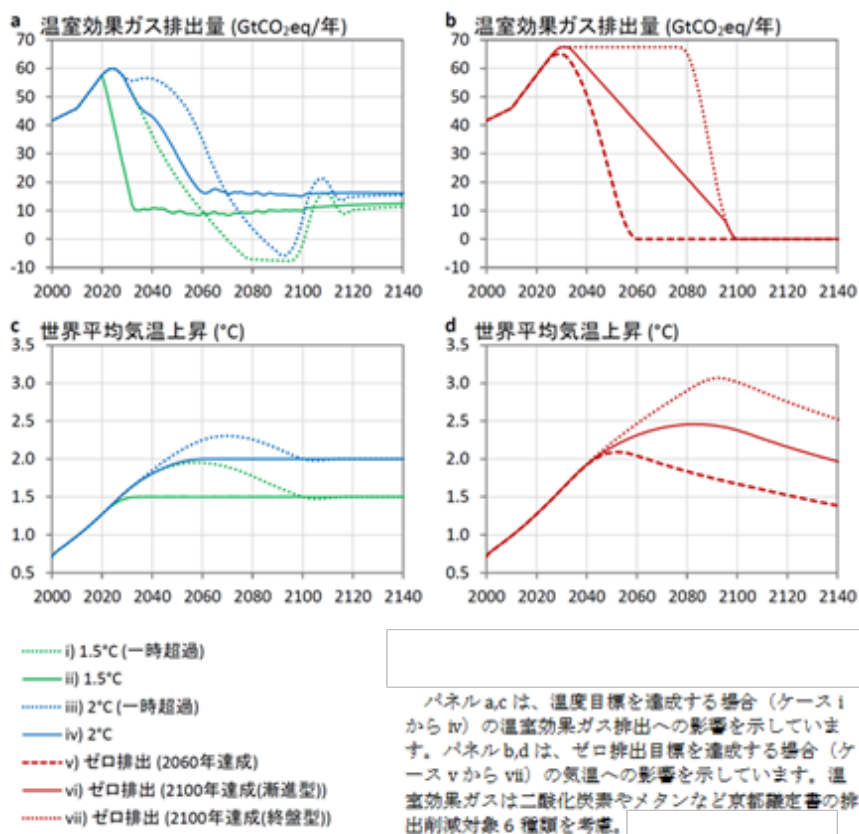 a 温室効果ガス排出量 (GtCO₂eq/年)
70
60
50
40
30
20
10
0
-10
2000 2020 2040 2060 2080 2100 2120 2140
b 温室効果ガス排出量 (GtCO₂eq/年)
70
60
50
40
30
20
10
0
-10
2000 2020 2040 2060 2080 2100 2120 2140
c 世界平均気温上昇 (°C)
3.5
3.0
2.5
2.0
1.5
1.0
0.5
2000 2020 2040 2060 2080 2100 2120 2140
d 世界平均気温上昇 (°C)
3.5
3.0
2.5
2.0
1.5
1.0
0.5
2000 2020 2040 2060 2080 2100 2120 2140
i) 1.5°C (一時超過)
ii) 1.5°C
iii) 2°C (一時超過)
iv) 2°C
v) ゼロ排出 (2060年達成)
vi) ゼロ排出 (2100年達成(漸進型))
vii) ゼロ排出 (2100年達成(終盤型))
パネル a,c は、温度目標を達成する場合（ケース i
から iv）の温室効果ガス排出への影響を示していま
す。パネル b,d は、ゼロ排出目標を達成する場合（ケ
ース v から vii）の気温への影響を示しています。温
室効果ガスは二酸化炭素やメタンなど京都議定書の排
出削減対象 6 種類を考慮。